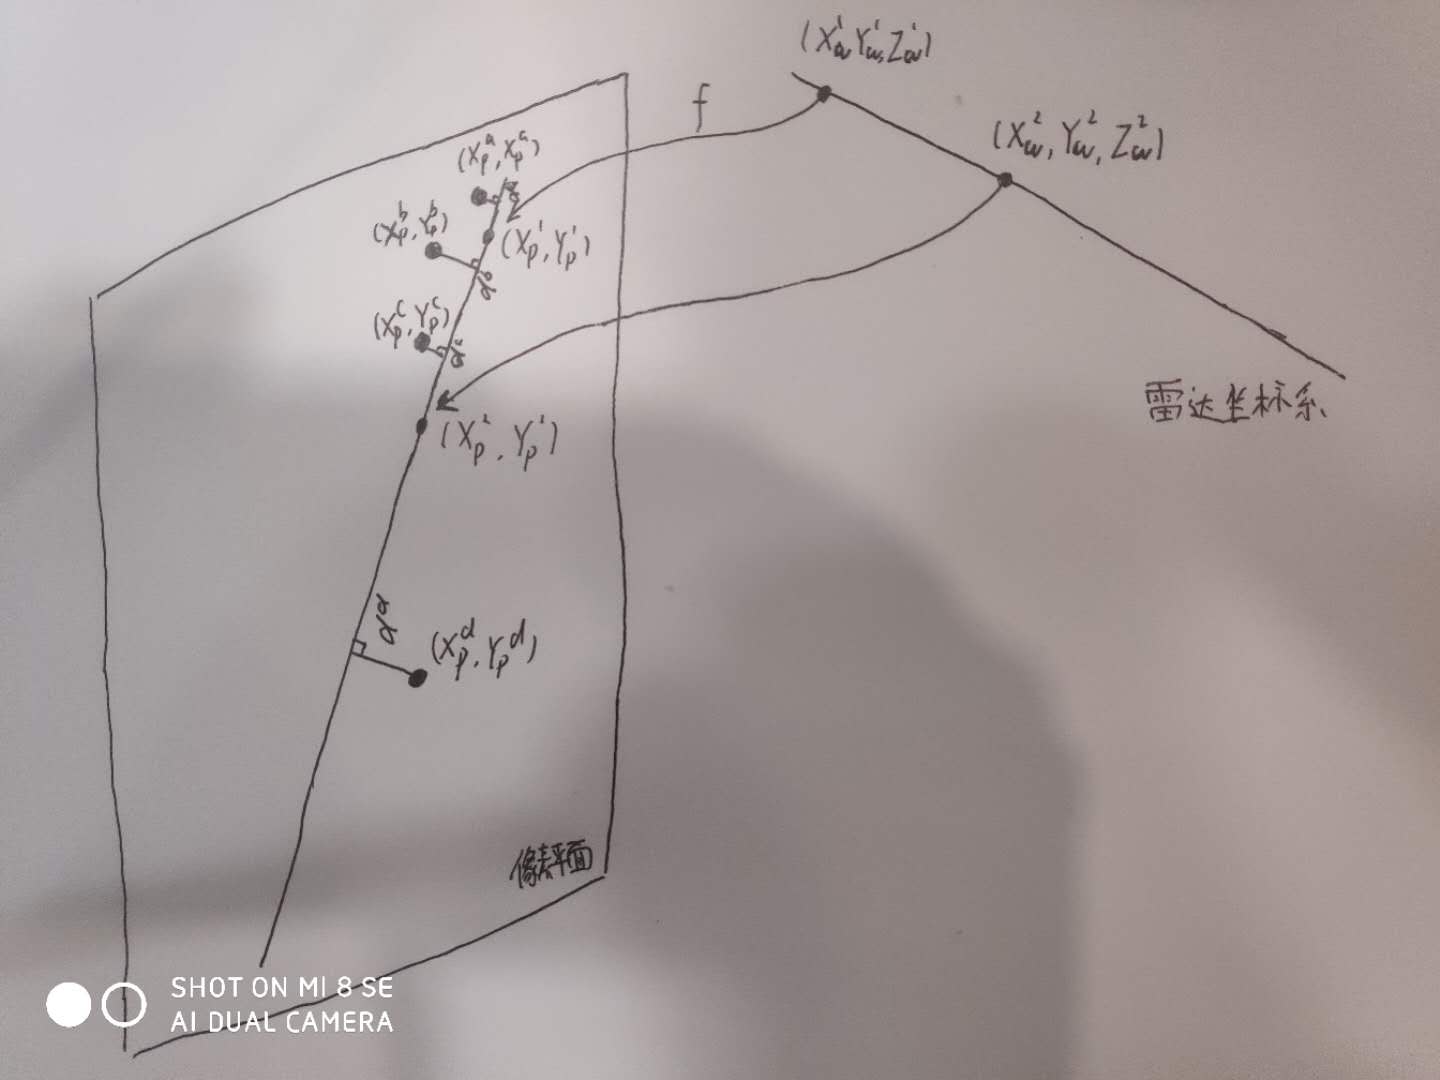 (X_w^1 Y_w^1, Z_w^1)
f
(X_w^2, Y_w^2, Z_w^2)
(X_p^a, X_p^a)
(X_p^b, Y_p^b)
(X_p^1, Y_p^1)
d^b
(X_p^c, Y_p^c)
d^c
雷达坐标系
(X_p^2, Y_p^2)
d^d
(X_p^d, Y_p^d)
像素平面
SHOT ON MI 8 SE
AI DUAL CAMERA